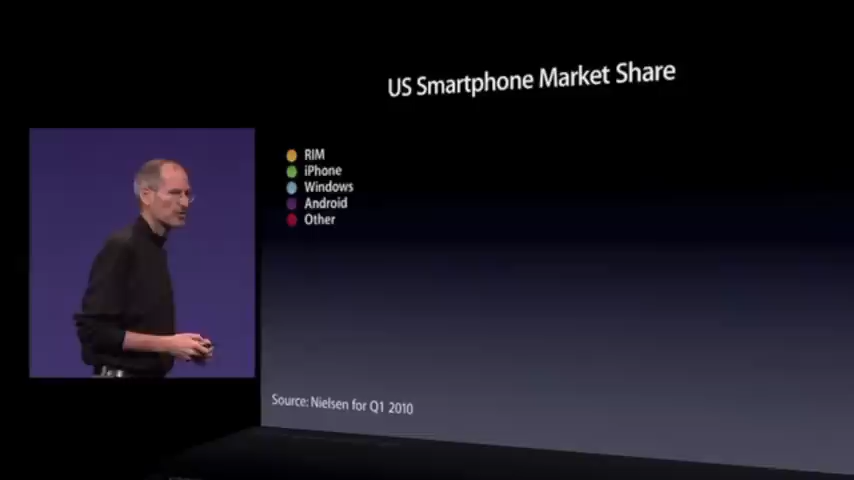 US Smartphone Market Share
RIM
iPhone
Windows
Android
Other
Source: Nielsen for Q1 2010